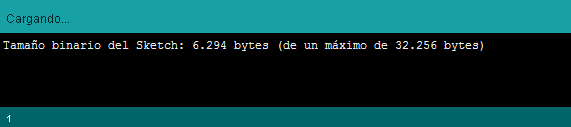 Cargando...
Tamaño binario del Sketch: 6.294 bytes (de un máximo de 32.256 bytes)
1